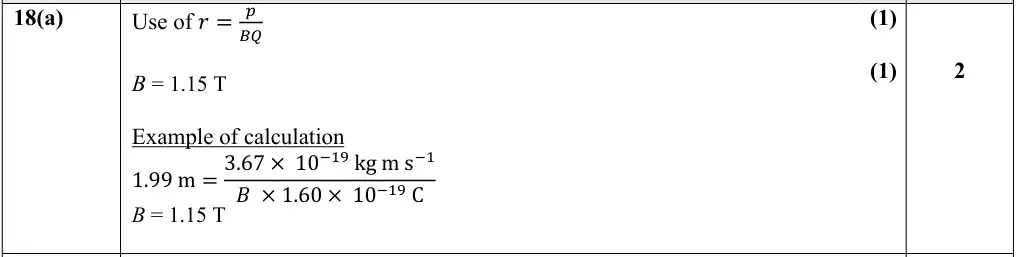 18(a) Use of r = p/BQ (1)
B = 1.15 T (1) 2
Example of calculation
1.99 m = 3.67 × 10⁻¹⁹ kg m s⁻¹ / B × 1.60 × 10⁻¹⁹ C
B = 1.15 T